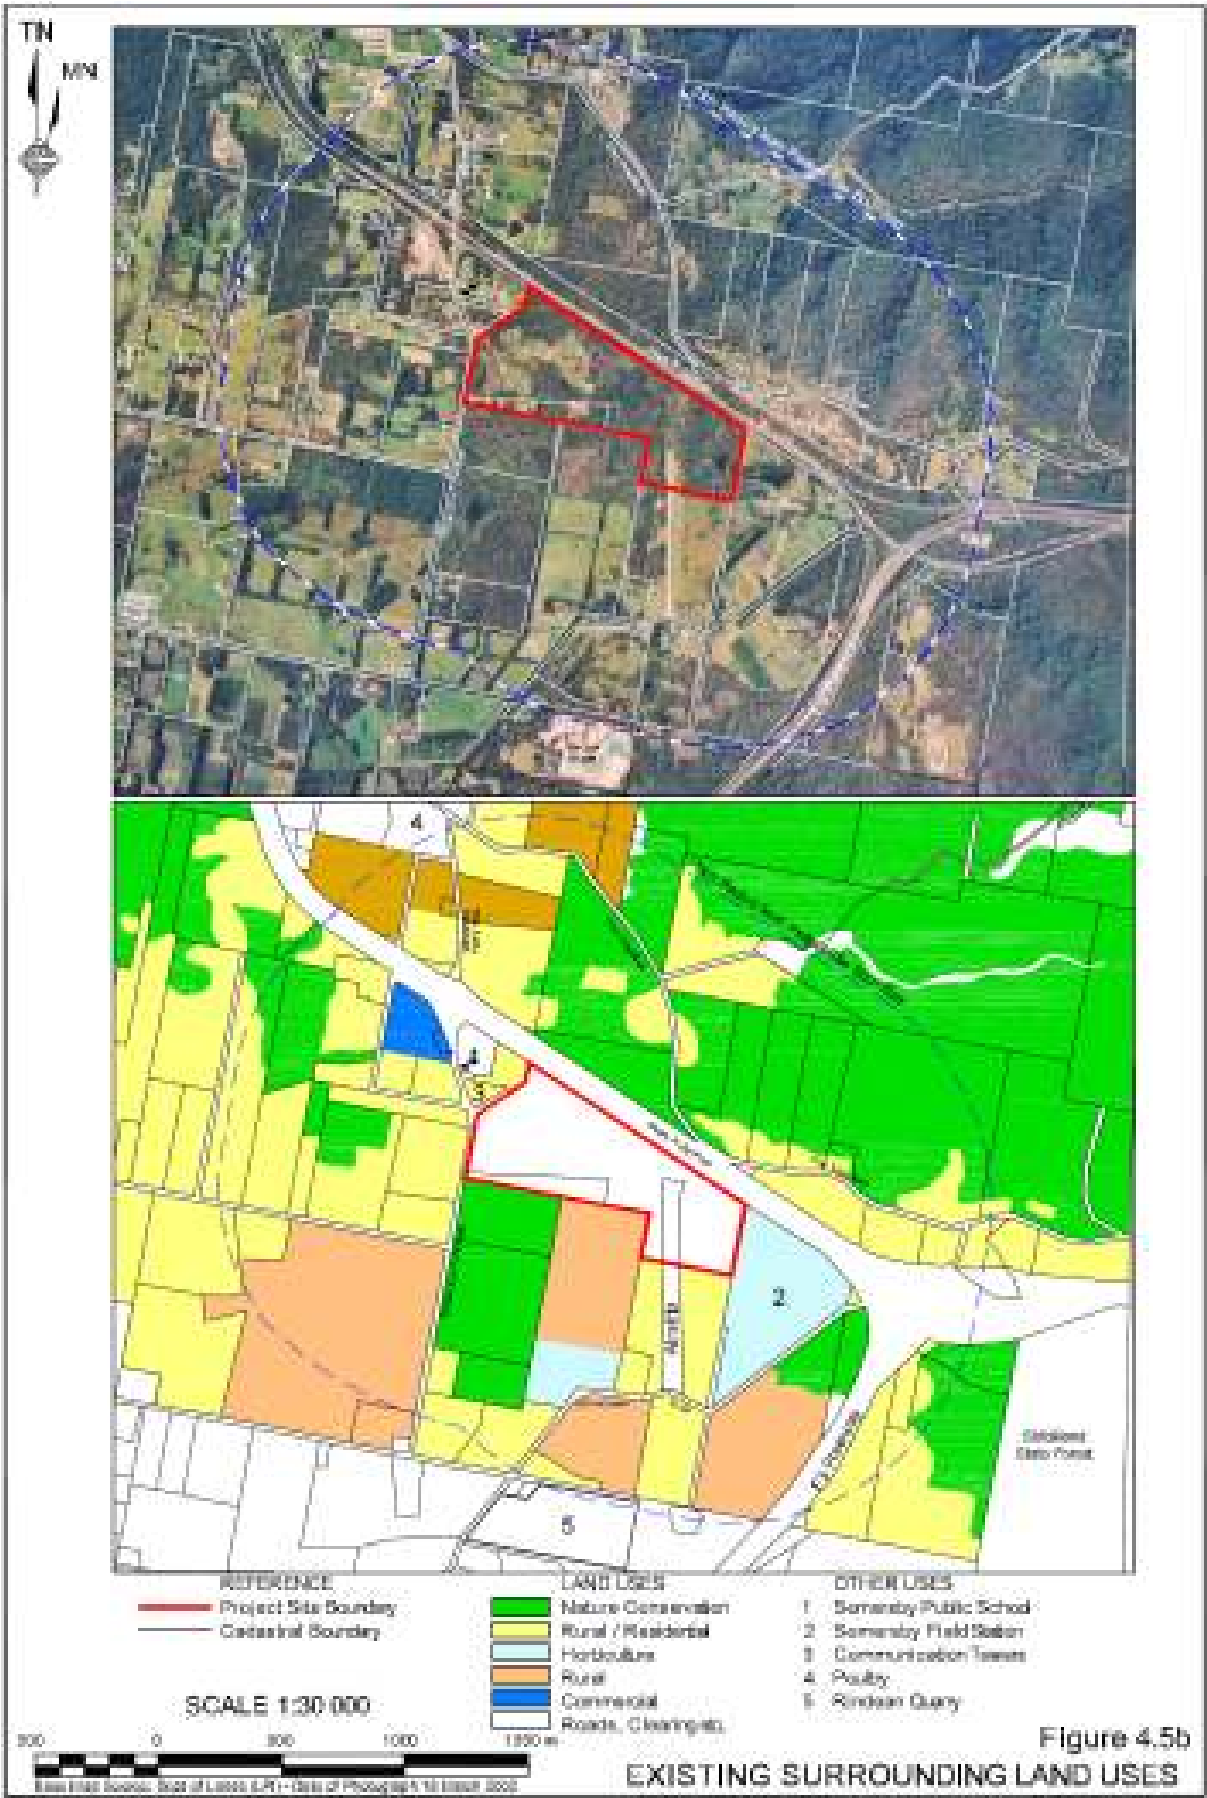 TN
MN
4
4
3
2
5
Strickland
State Forest
REFERENCE
Project Site Boundary
Cadastral Boundary
LAND USES
Nature Conservation
Rural / Residential
Horticulture
Rural
Commercial
Roads, Clearing etc.
OTHER USES
1 Somersby Public School
2 Somersby Field Station
3 Communication Towers
4 Poultry
5 Rindean Quarry
SCALE 1:30 000
500 0 500 1000 1500 m
Figure 4.5b
EXISTING SURROUNDING LAND USES